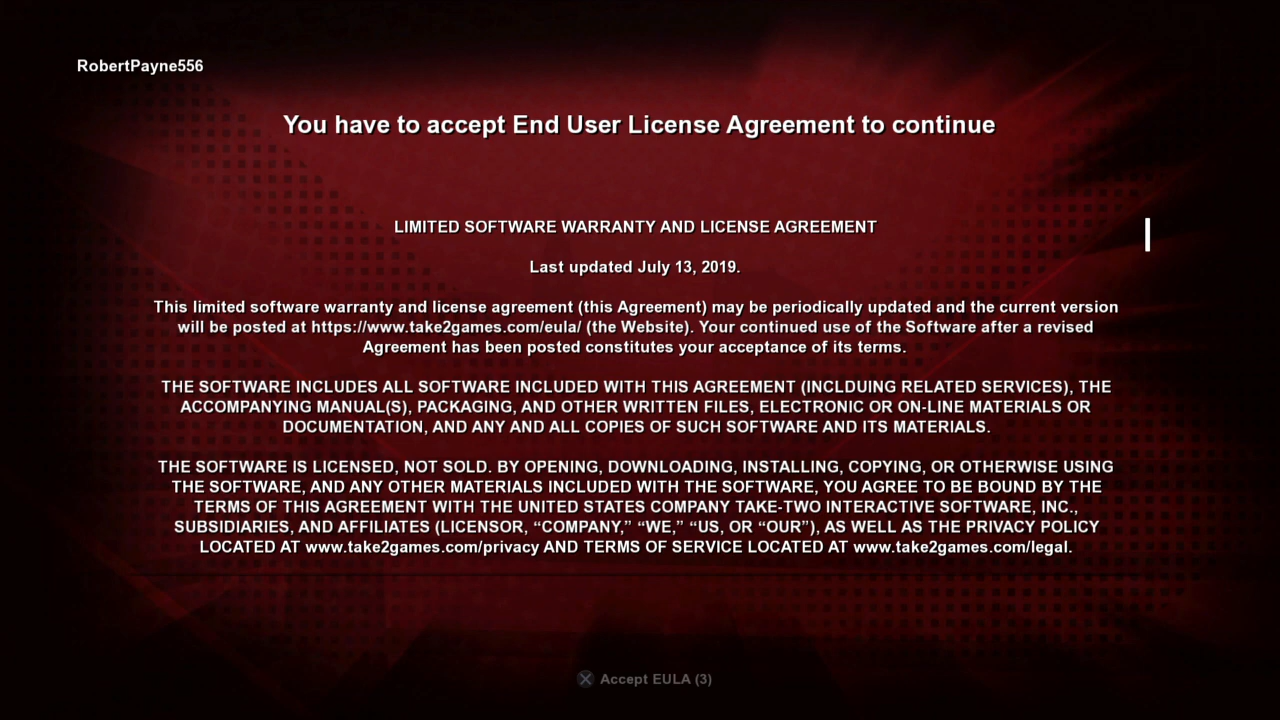 RobertPayne556
You have to accept End User License Agreement to continue
LIMITED SOFTWARE WARRANTY AND LICENSE AGREEMENT
Last updated July 13, 2019.
This limited software warranty and license agreement (this Agreement) may be periodically updated and the current version
will be posted at https://www.take2games.com/eula/ (the Website). Your continued use of the Software after a revised
Agreement has been posted constitutes your acceptance of its terms.
THE SOFTWARE INCLUDES ALL SOFTWARE INCLUDED WITH THIS AGREEMENT (INCLDUING RELATED SERVICES), THE
ACCOMPANYING MANUAL(S), PACKAGING, AND OTHER WRITTEN FILES, ELECTRONIC OR ON-LINE MATERIALS OR
DOCUMENTATION, AND ANY AND ALL COPIES OF SUCH SOFTWARE AND ITS MATERIALS.
THE SOFTWARE IS LICENSED, NOT SOLD. BY OPENING, DOWNLOADING, INSTALLING, COPYING, OR OTHERWISE USING
THE SOFTWARE, AND ANY OTHER MATERIALS INCLUDED WITH THE SOFTWARE, YOU AGREE TO BE BOUND BY THE
TERMS OF THIS AGREEMENT WITH THE UNITED STATES COMPANY TAKE-TWO INTERACTIVE SOFTWARE, INC.,
SUBSIDIARIES, AND AFFILIATES (LICENSOR, “COMPANY,” “WE,” “US, OR “OUR”), AS WELL AS THE PRIVACY POLICY
LOCATED AT www.take2games.com/privacy AND TERMS OF SERVICE LOCATED AT www.take2games.com/legal.
Accept EULA (3)